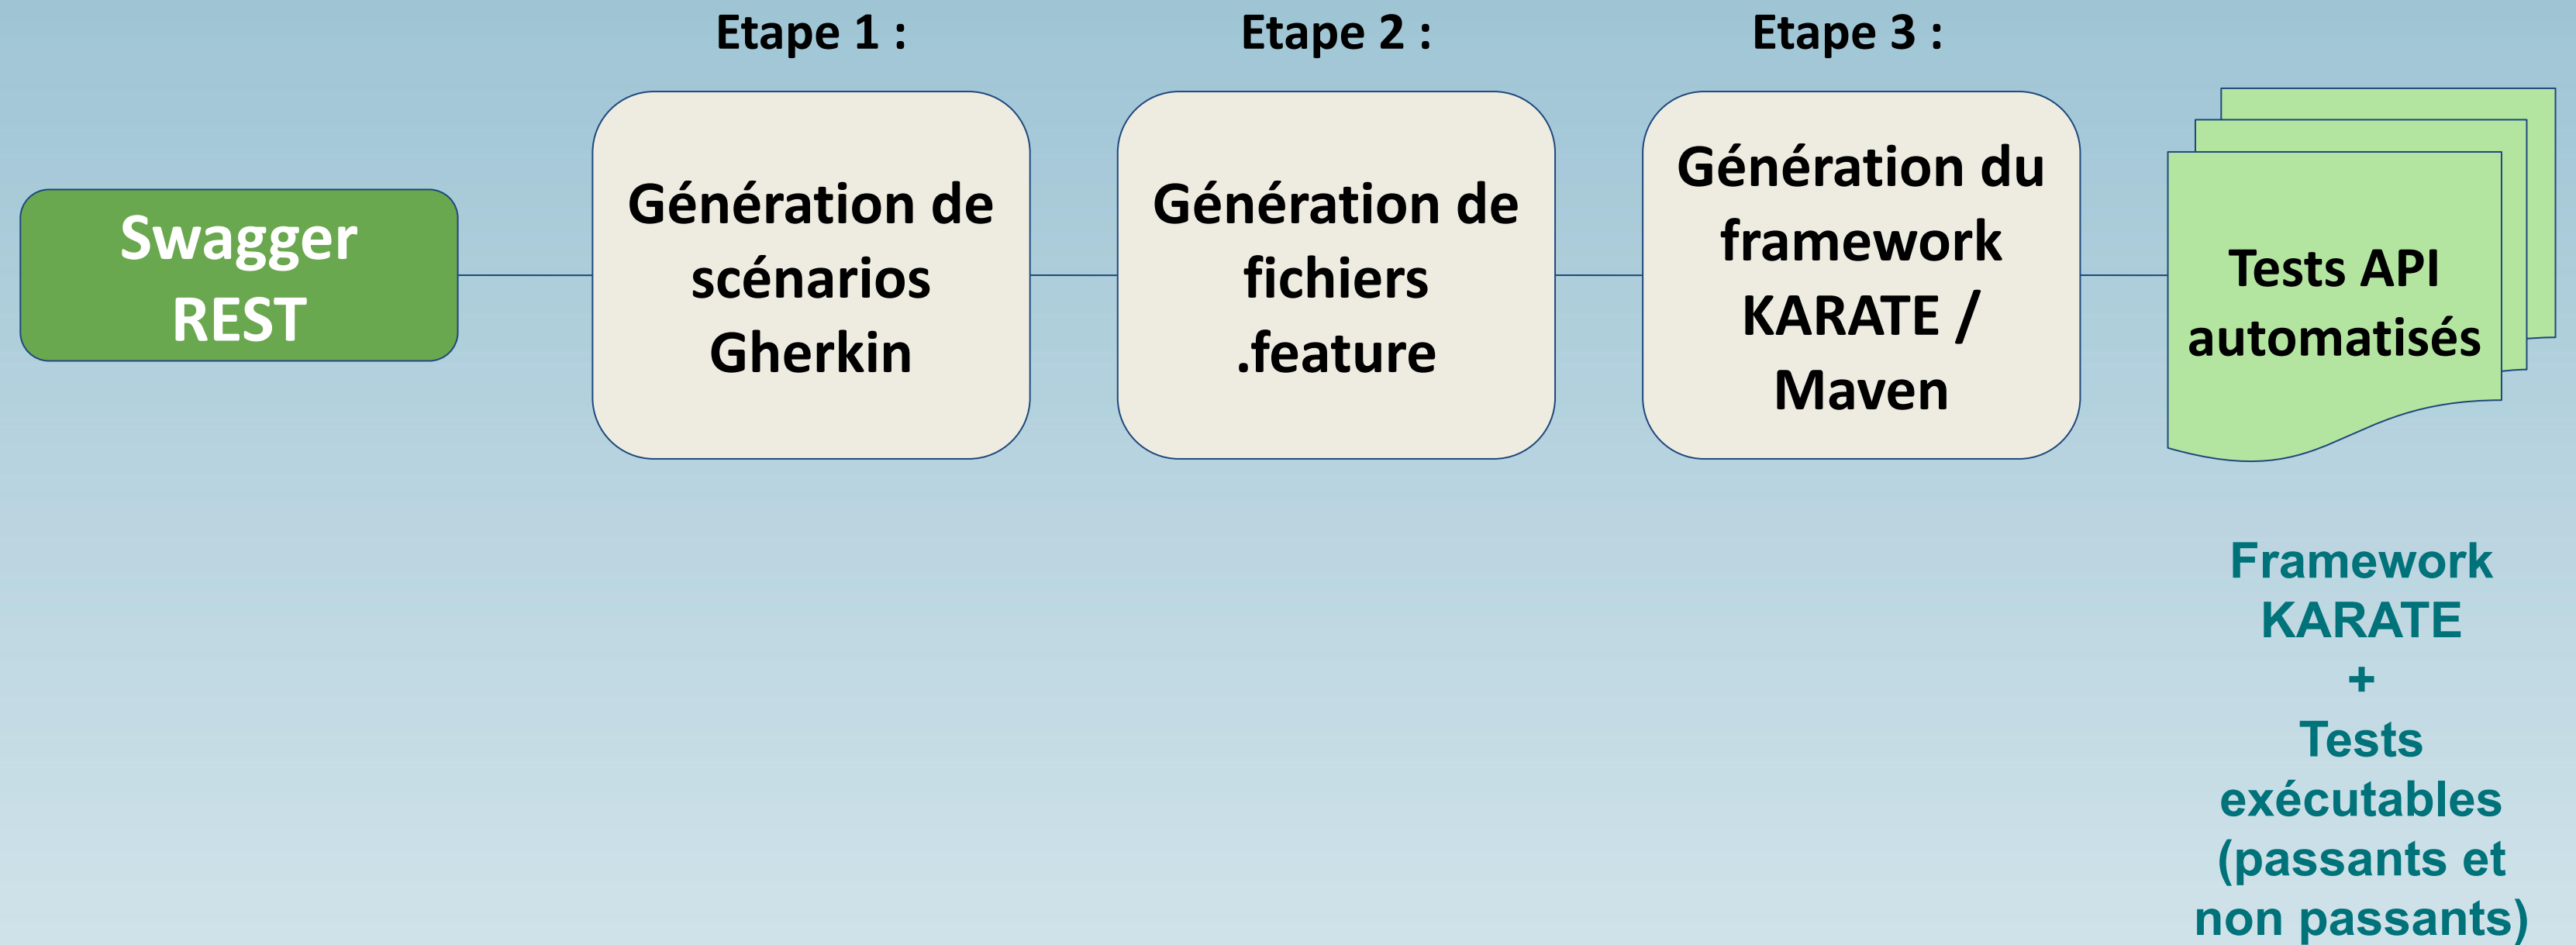 Etape 1 :
Etape 2 :
Etape 3 :
Swagger
REST
Génération de
scénarios
Gherkin
Génération de
fichiers
.feature
Génération du
framework
KARATE /
Maven
Tests API
automatisés
Framework
KARATE
+
Tests
exécutables
(passants et
non passants)